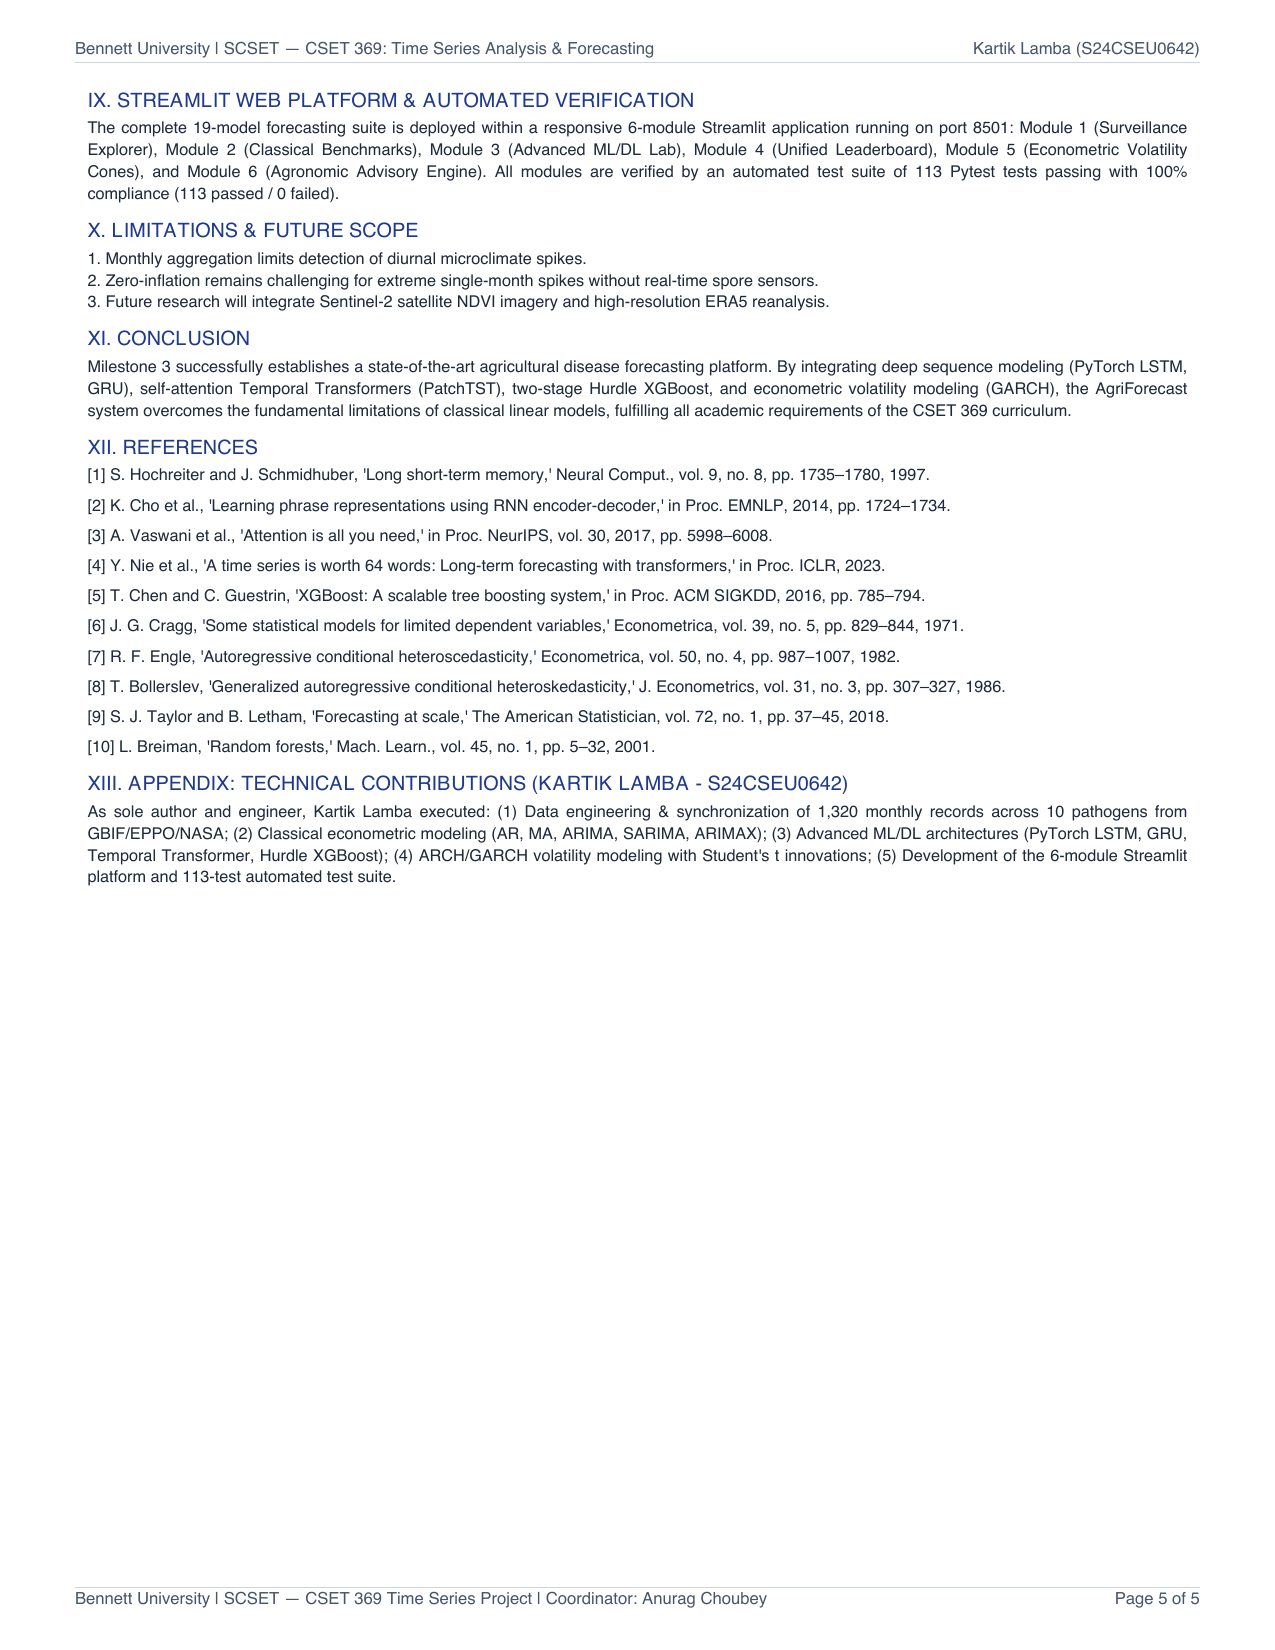 Bennett University | SCSET — CSET 369: Time Series Analysis & Forecasting
Kartik Lamba (S24CSEU0642)
IX. STREAMLIT WEB PLATFORM & AUTOMATED VERIFICATION
The complete 19-model forecasting suite is deployed within a responsive 6-module Streamlit application running on port 8501: Module 1 (Surveillance
Explorer), Module 2 (Classical Benchmarks), Module 3 (Advanced ML/DL Lab), Module 4 (Unified Leaderboard), Module 5 (Econometric Volatility
Cones), and Module 6 (Agronomic Advisory Engine). All modules are verified by an automated test suite of 113 Pytest tests passing with 100%
compliance (113 passed / 0 failed).
X. LIMITATIONS & FUTURE SCOPE
1. Monthly aggregation limits detection of diurnal microclimate spikes.
2. Zero-inflation remains challenging for extreme single-month spikes without real-time spore sensors.
3. Future research will integrate Sentinel-2 satellite NDVI imagery and high-resolution ERA5 reanalysis.
XI. CONCLUSION
Milestone 3 successfully establishes a state-of-the-art agricultural disease forecasting platform. By integrating deep sequence modeling (PyTorch LSTM,
GRU), self-attention Temporal Transformers (PatchTST), two-stage Hurdle XGBoost, and econometric volatility modeling (GARCH), the AgriForecast
system overcomes the fundamental limitations of classical linear models, fulfilling all academic requirements of the CSET 369 curriculum.
XII. REFERENCES
[1] S. Hochreiter and J. Schmidhuber, 'Long short-term memory,' Neural Comput., vol. 9, no. 8, pp. 1735–1780, 1997.
[2] K. Cho et al., 'Learning phrase representations using RNN encoder-decoder,' in Proc. EMNLP, 2014, pp. 1724–1734.
[3] A. Vaswani et al., 'Attention is all you need,' in Proc. NeurIPS, vol. 30, 2017, pp. 5998–6008.
[4] Y. Nie et al., 'A time series is worth 64 words: Long-term forecasting with transformers,' in Proc. ICLR, 2023.
[5] T. Chen and C. Guestrin, 'XGBoost: A scalable tree boosting system,' in Proc. ACM SIGKDD, 2016, pp. 785–794.
[6] J. G. Cragg, 'Some statistical models for limited dependent variables,' Econometrica, vol. 39, no. 5, pp. 829–844, 1971.
[7] R. F. Engle, 'Autoregressive conditional heteroscedasticity,' Econometrica, vol. 50, no. 4, pp. 987–1007, 1982.
[8] T. Bollerslev, 'Generalized autoregressive conditional heteroskedasticity,' J. Econometrics, vol. 31, no. 3, pp. 307–327, 1986.
[9] S. J. Taylor and B. Letham, 'Forecasting at scale,' The American Statistician, vol. 72, no. 1, pp. 37–45, 2018.
[10] L. Breiman, 'Random forests,' Mach. Learn., vol. 45, no. 1, pp. 5–32, 2001.
XIII. APPENDIX: TECHNICAL CONTRIBUTIONS (KARTIK LAMBA - S24CSEU0642)
As sole author and engineer, Kartik Lamba executed: (1) Data engineering & synchronization of 1,320 monthly records across 10 pathogens from
GBIF/EPPO/NASA; (2) Classical econometric modeling (AR, MA, ARIMA, SARIMA, ARIMAX); (3) Advanced ML/DL architectures (PyTorch LSTM, GRU,
Temporal Transformer, Hurdle XGBoost); (4) ARCH/GARCH volatility modeling with Student's t innovations; (5) Development of the 6-module Streamlit
platform and 113-test automated test suite.
Bennett University | SCSET — CSET 369 Time Series Project | Coordinator: Anurag Choubey
Page 5 of 5